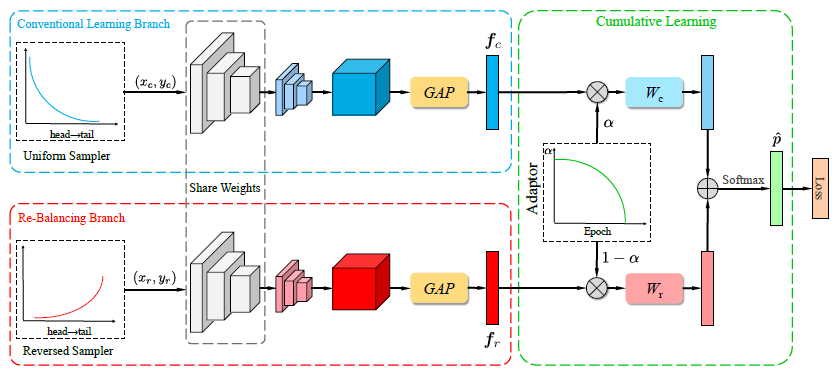 Conventional Learning Branch
Cumulative Learning
f_c
(x_c, y_c)
GAP
W_c
head→tail
Uniform Sampler
α
α
Adaptor
Epoch
p̂
Softmax
Loss
Share Weights
Re-Balancing Branch
1 − α
(x_r, y_r)
GAP
W_r
head→tail
Reversed Sampler
f_r